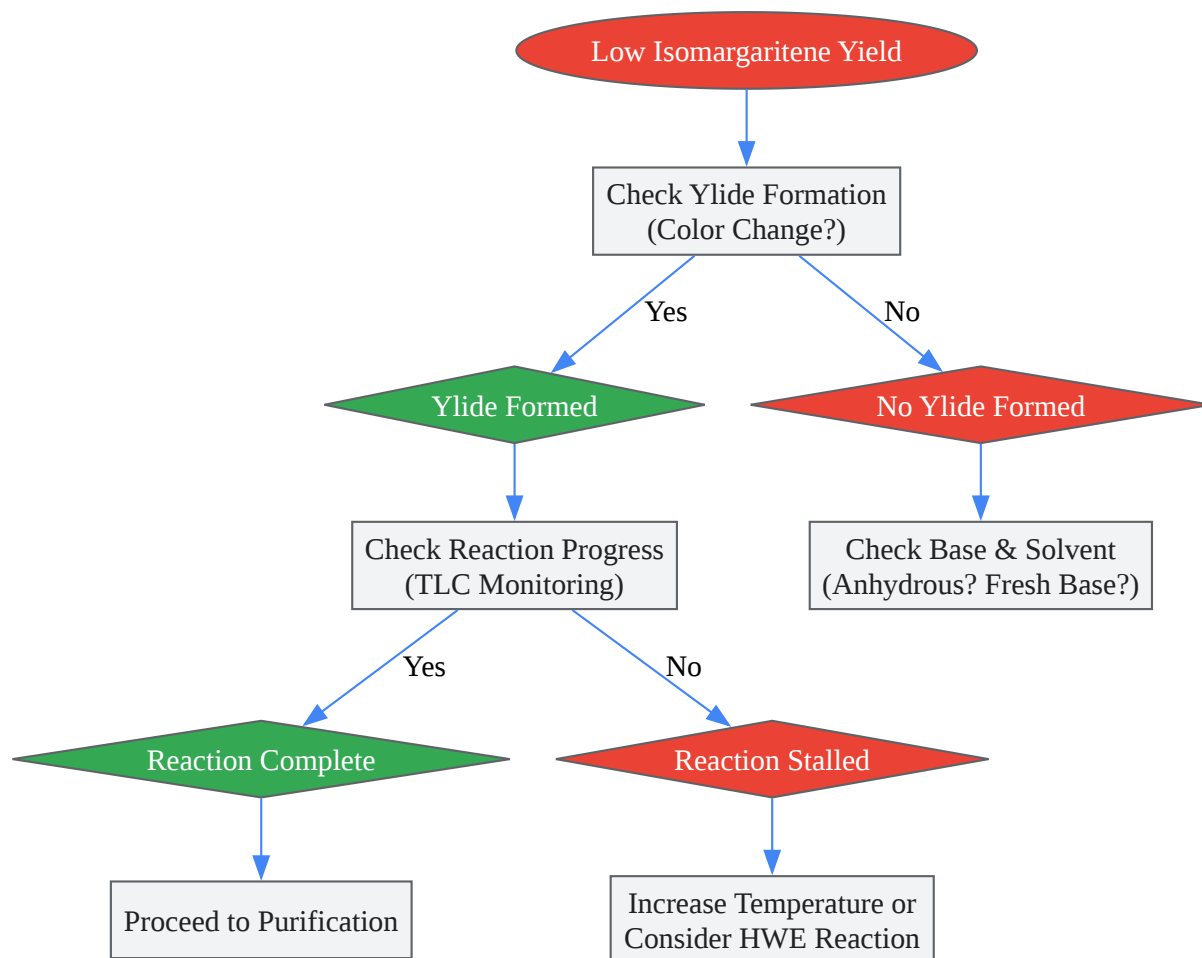 Low Isomargaritene Yield
Check Ylide Formation
(Color Change?)
Yes
No
Ylide Formed
No Ylide Formed
Check Reaction Progress
(TLC Monitoring)
Check Base & Solvent
(Anhydrous? Fresh Base?)
Yes
No
Reaction Complete
Reaction Stalled
Proceed to Purification
Increase Temperature or
Consider HWE Reaction